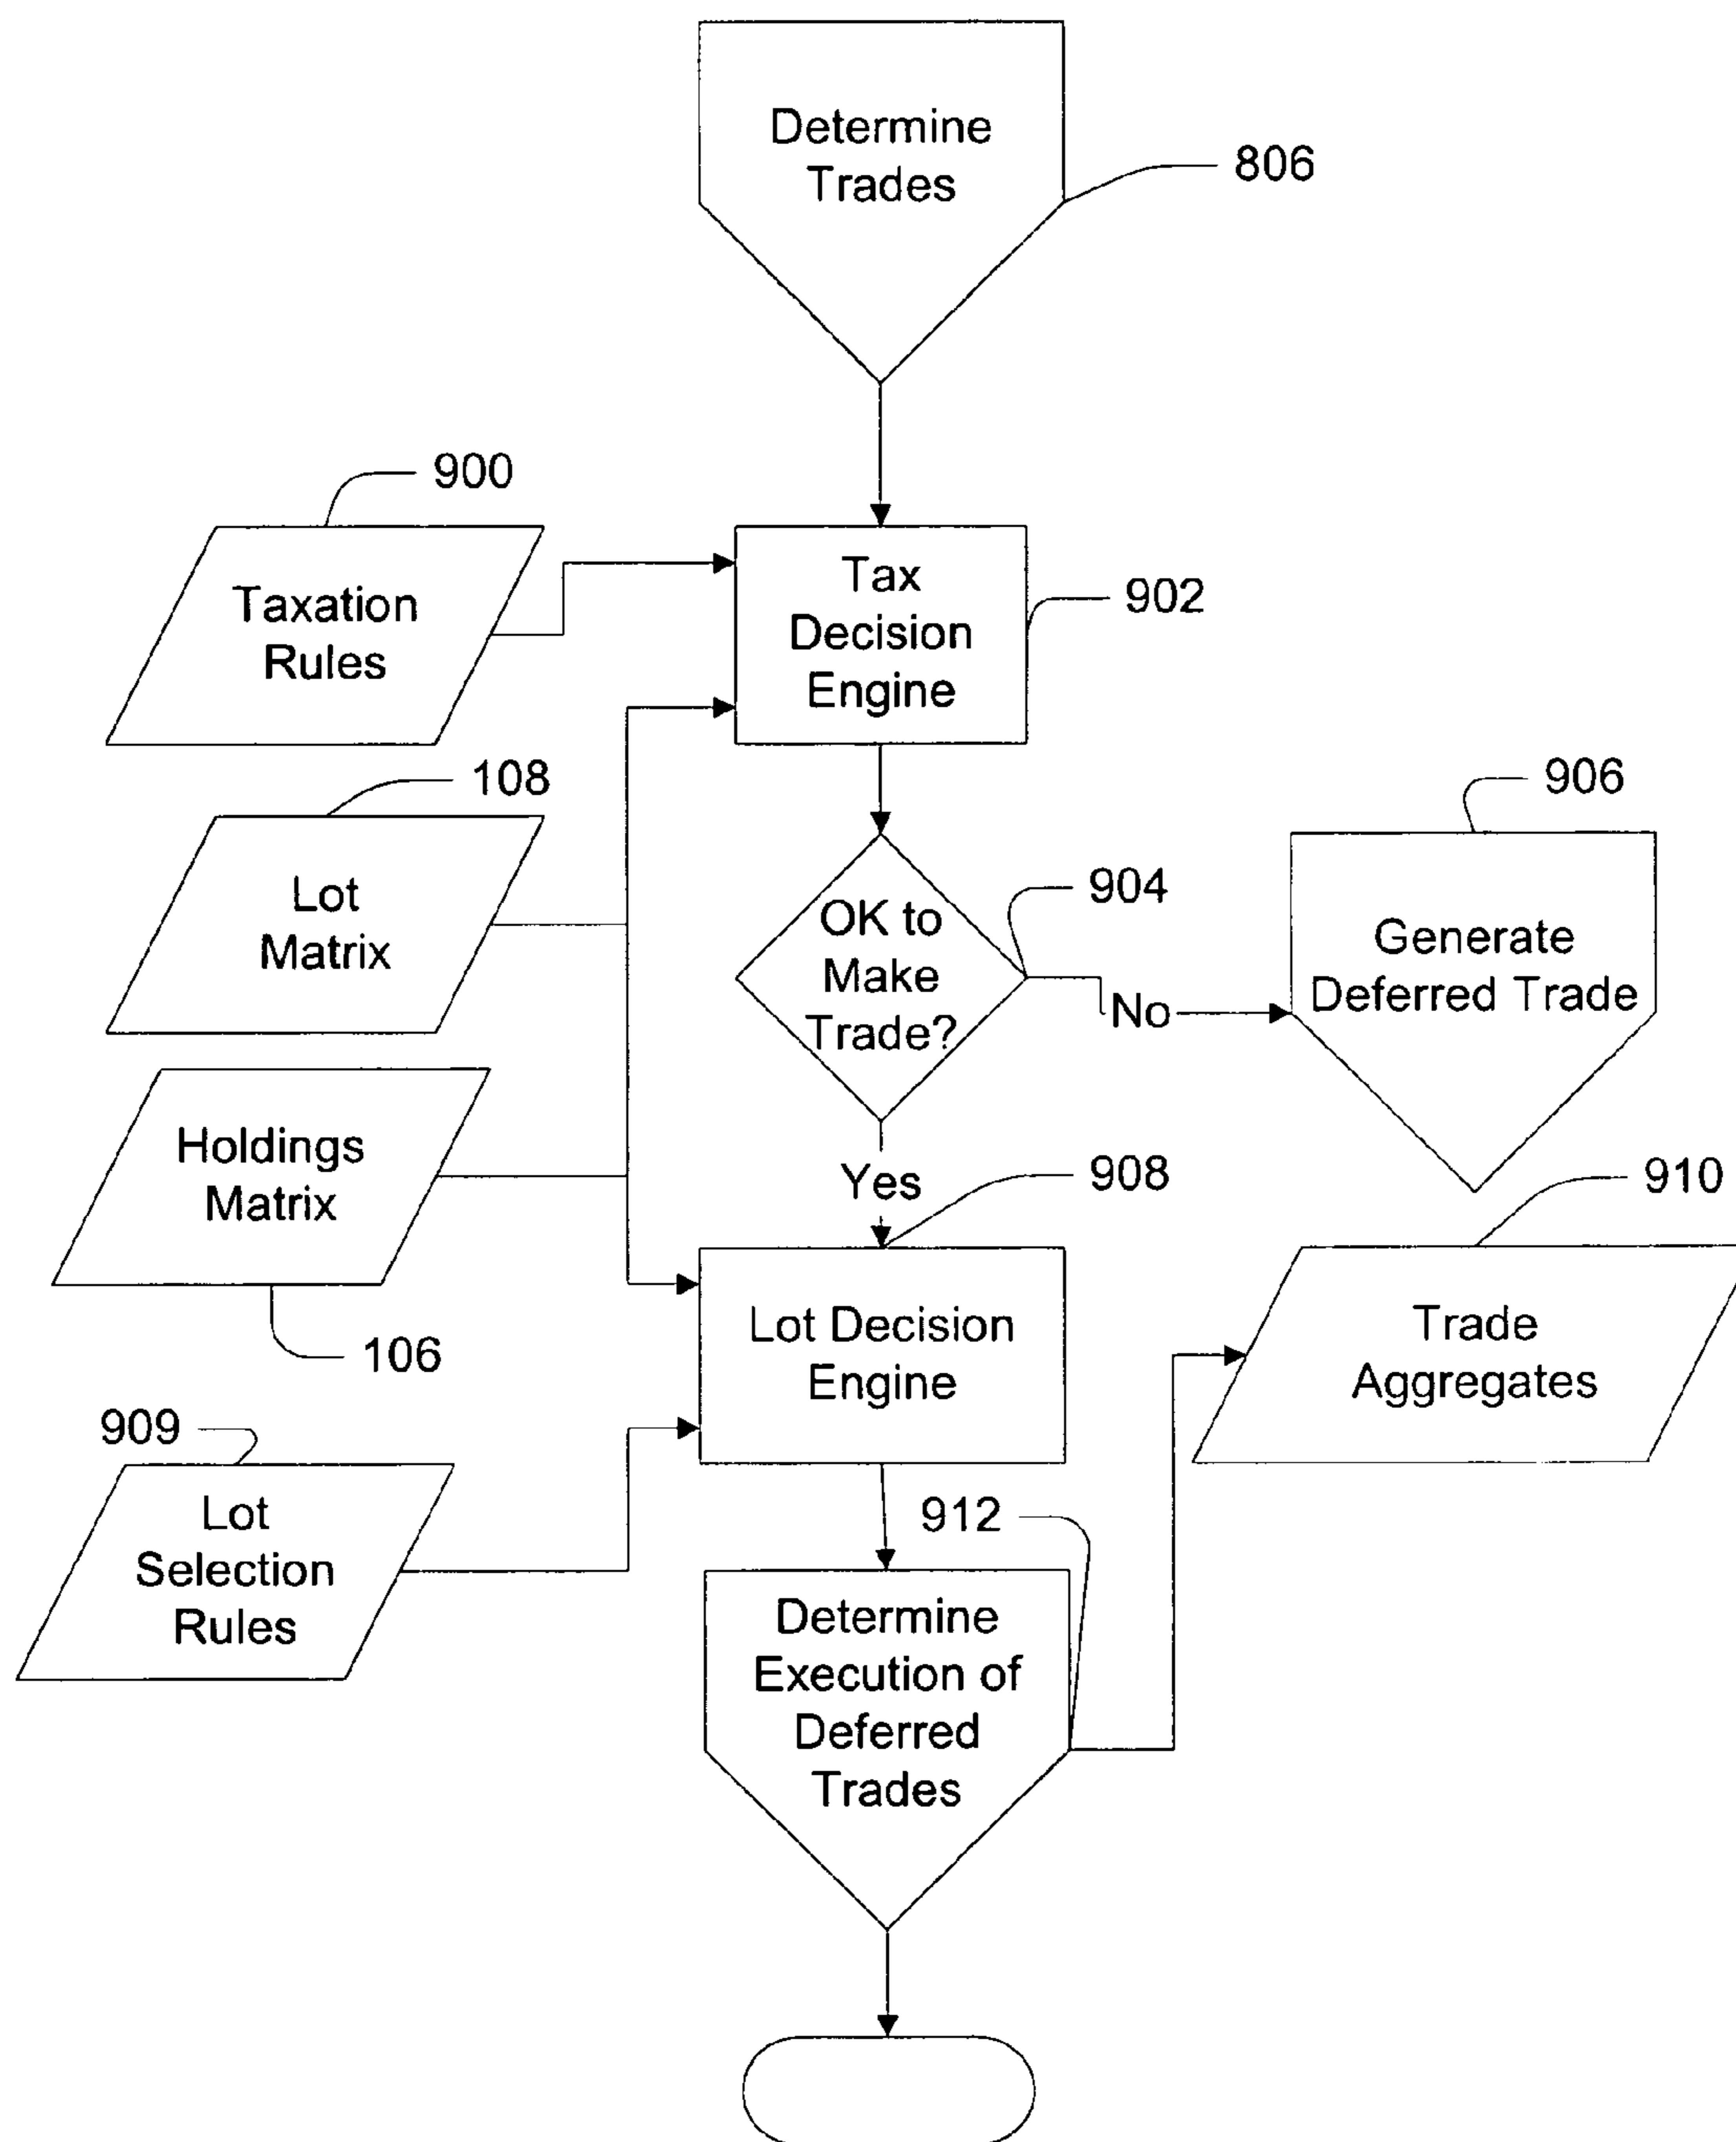 Determine
Trades
806
900
Taxation
Rules
Tax
Decision
Engine
902
108
Lot
Matrix
906
904
OK to
Make
Trade?
No
Generate
Deferred Trade
Holdings
Matrix
106
Yes
908
910
Lot Decision
Engine
Trade
Aggregates
909
Lot
Selection
Rules
912
Determine
Execution of
Deferred
Trades